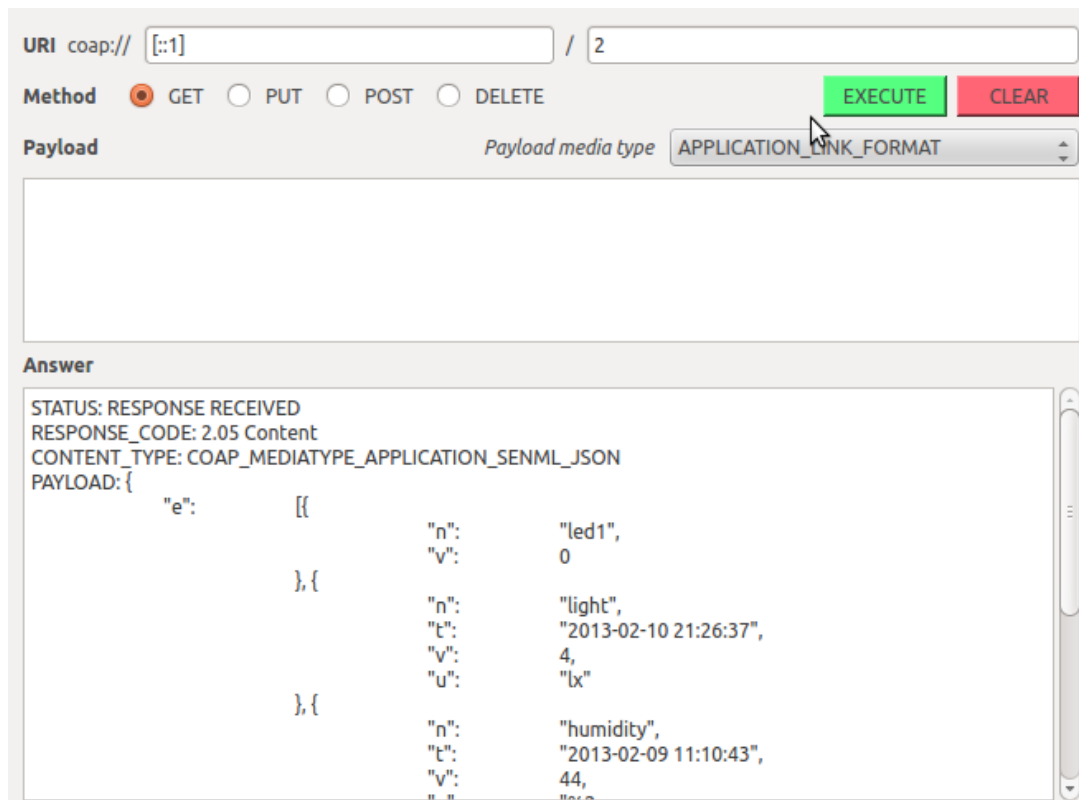 URI coap:// [::1] / 2
Method GET PUT POST DELETE EXECUTE CLEAR
Payload Payload media type APPLICATION_LINK_FORMAT
Answer
STATUS: RESPONSE RECEIVED
RESPONSE_CODE: 2.05 Content
CONTENT_TYPE: COAP_MEDIATYPE_APPLICATION_SENML_JSON
PAYLOAD: {
"e": [{
"n": "led1",
"v": 0
}, {
"n": "light",
"t": "2013-02-10 21:26:37",
"v": 4,
"u": "lx"
}, {
"n": "humidity",
"t": "2013-02-09 11:10:43",
"v": 44,